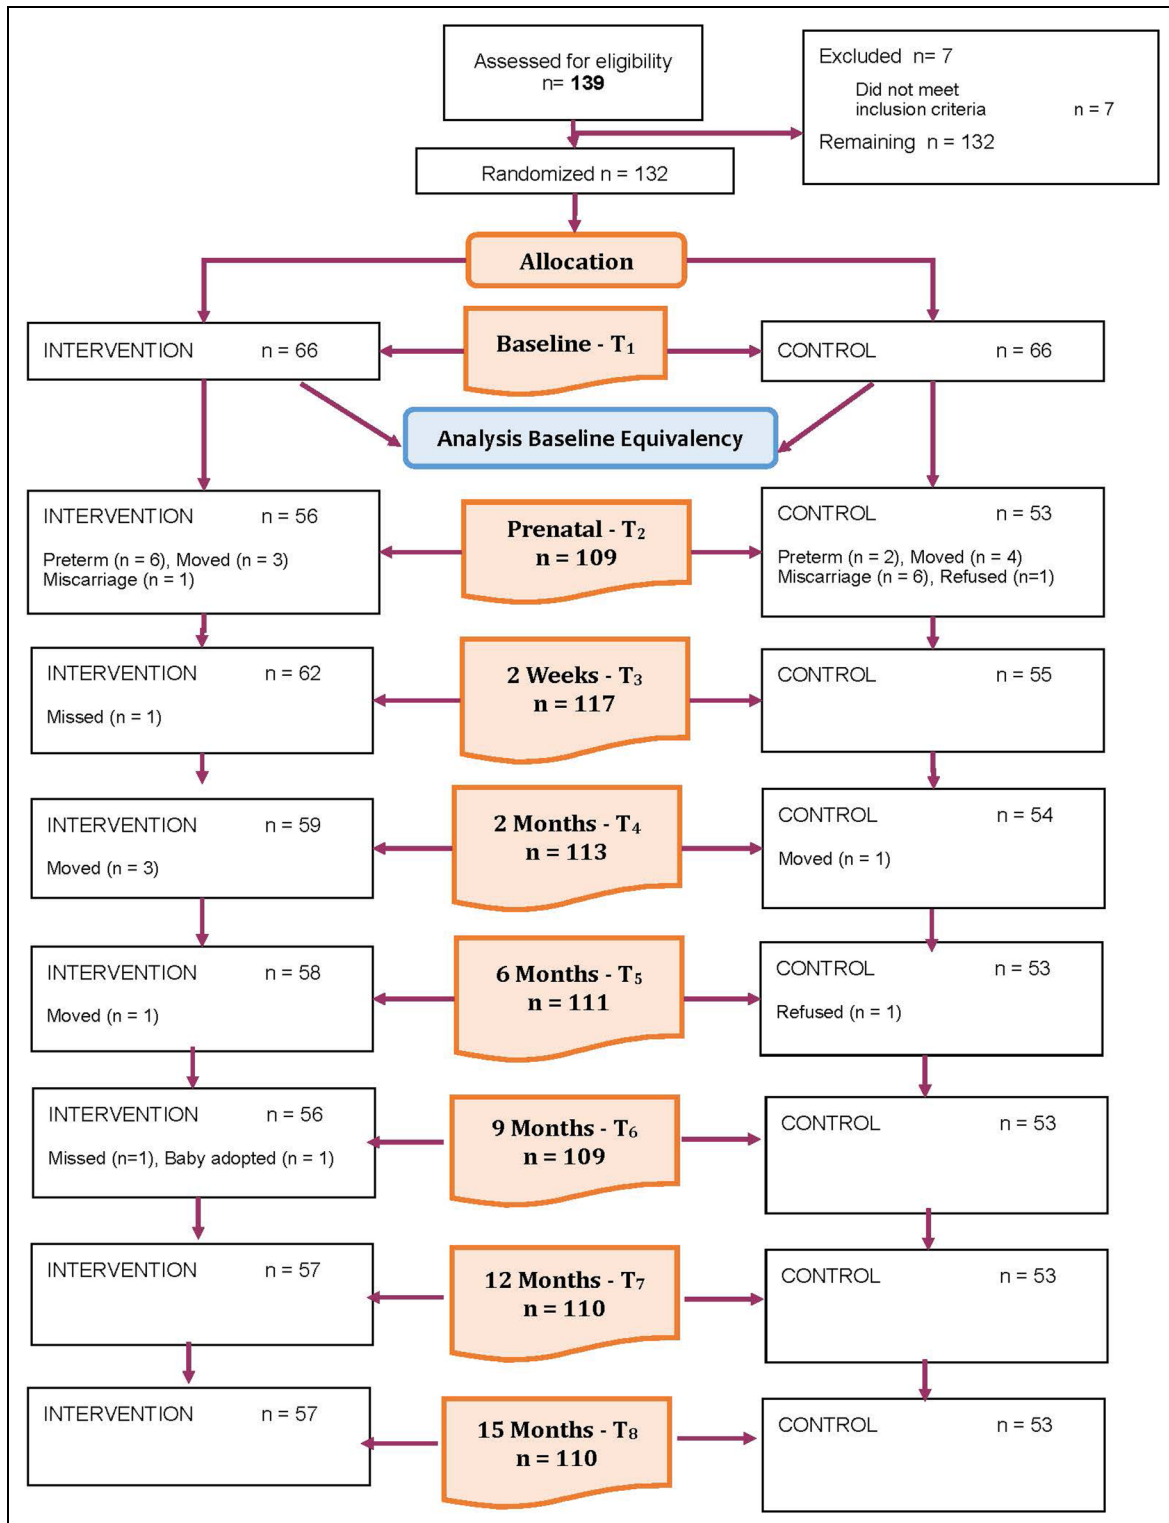 Assessed for eligibility
n= 139
Excluded n= 7
Did not meet
inclusion criteria n = 7
Remaining n = 132
Randomized n = 132
Allocation
INTERVENTION n = 66
Baseline - T₁
CONTROL n = 66
Analysis Baseline Equivalency
INTERVENTION n = 56
Preterm (n = 6), Moved (n = 3)
Miscarriage (n = 1)
Prenatal - T₂
n = 109
CONTROL n = 53
Preterm (n = 2), Moved (n = 4)
Miscarriage (n = 6), Refused (n=1)
INTERVENTION n = 62
Missed (n = 1)
2 Weeks - T₃
n = 117
CONTROL n = 55
INTERVENTION n = 59
Moved (n = 3)
2 Months - T₄
n = 113
CONTROL n = 54
Moved (n = 1)
INTERVENTION n = 58
Moved (n = 1)
6 Months - T₅
n = 111
CONTROL n = 53
Refused (n = 1)
INTERVENTION n = 56
Missed (n=1), Baby adopted (n = 1)
9 Months - T₆
n = 109
CONTROL n = 53
INTERVENTION n = 57
12 Months - T₇
n = 110
CONTROL n = 53
INTERVENTION n = 57
15 Months - T₈
n = 110
CONTROL n = 53